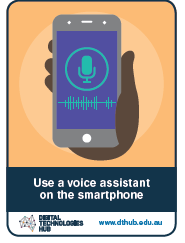 Use a voice assistant
on the smartphone
DIGITAL
TECHNOLOGIES
HUB
www.dthub.edu.au